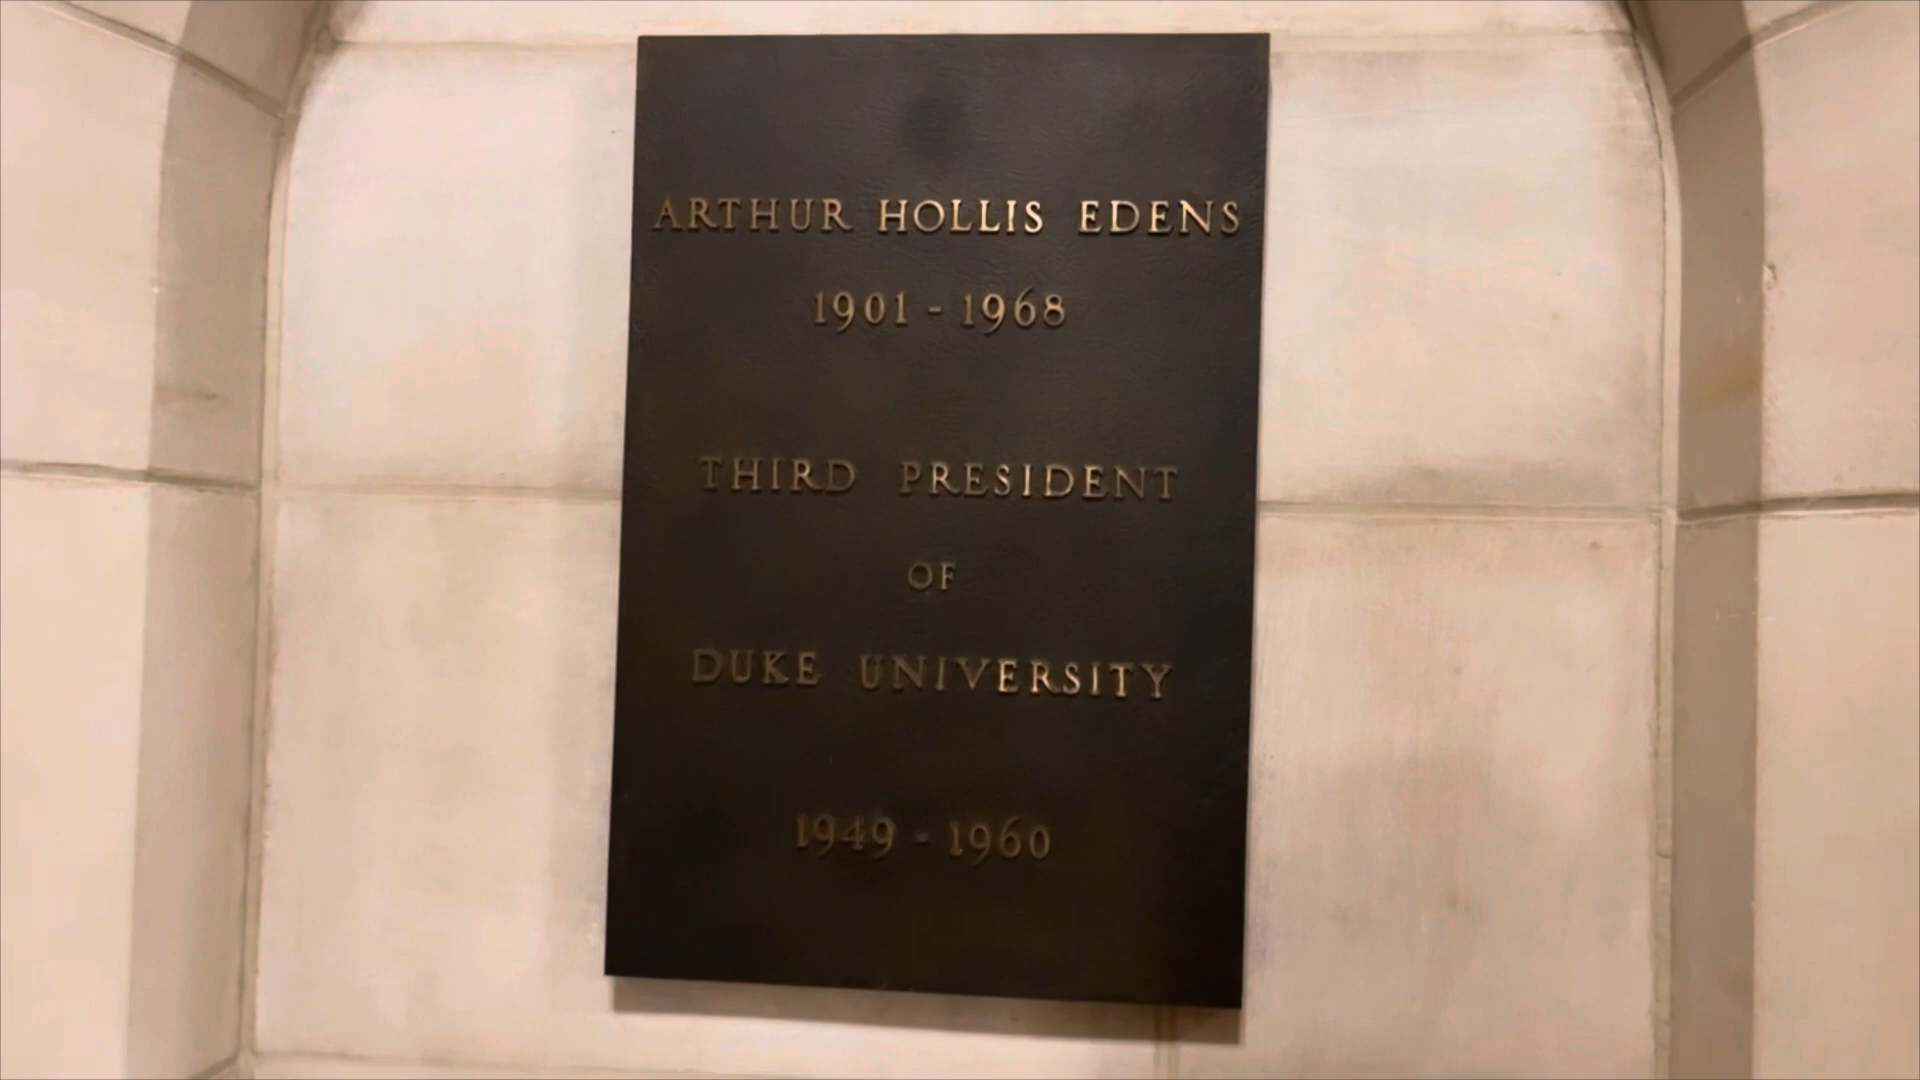 ARTHUR HOLLIS EDENS
1901 - 1968
THIRD PRESIDENT
OF
DUKE UNIVERSITY
1949 - 1960